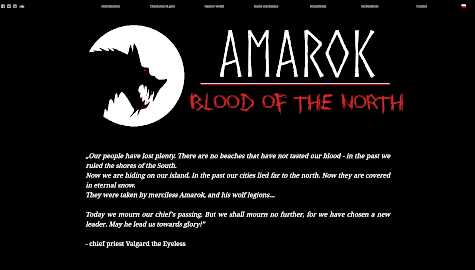 Introduction
Characters & plot
Game's world
Game mechanics
Soundtrack
Screenshots
Contact
AMAROK
BLOOD OF THE NORTH
„Our people have lost plenty. There are no beaches that have not tasted our blood - in the past we
ruled the shores of the South.
Now we are hiding on our island. In the past our cities lied far to the north. Now they are covered
in eternal snow.
They were taken by merciless Amarok, and his wolf legions...
Today we mourn our chief's passing. But we shall mourn no further, for we have chosen a new
leader. May he lead us towards glory!"
- chief priest Valgard the Eyeless